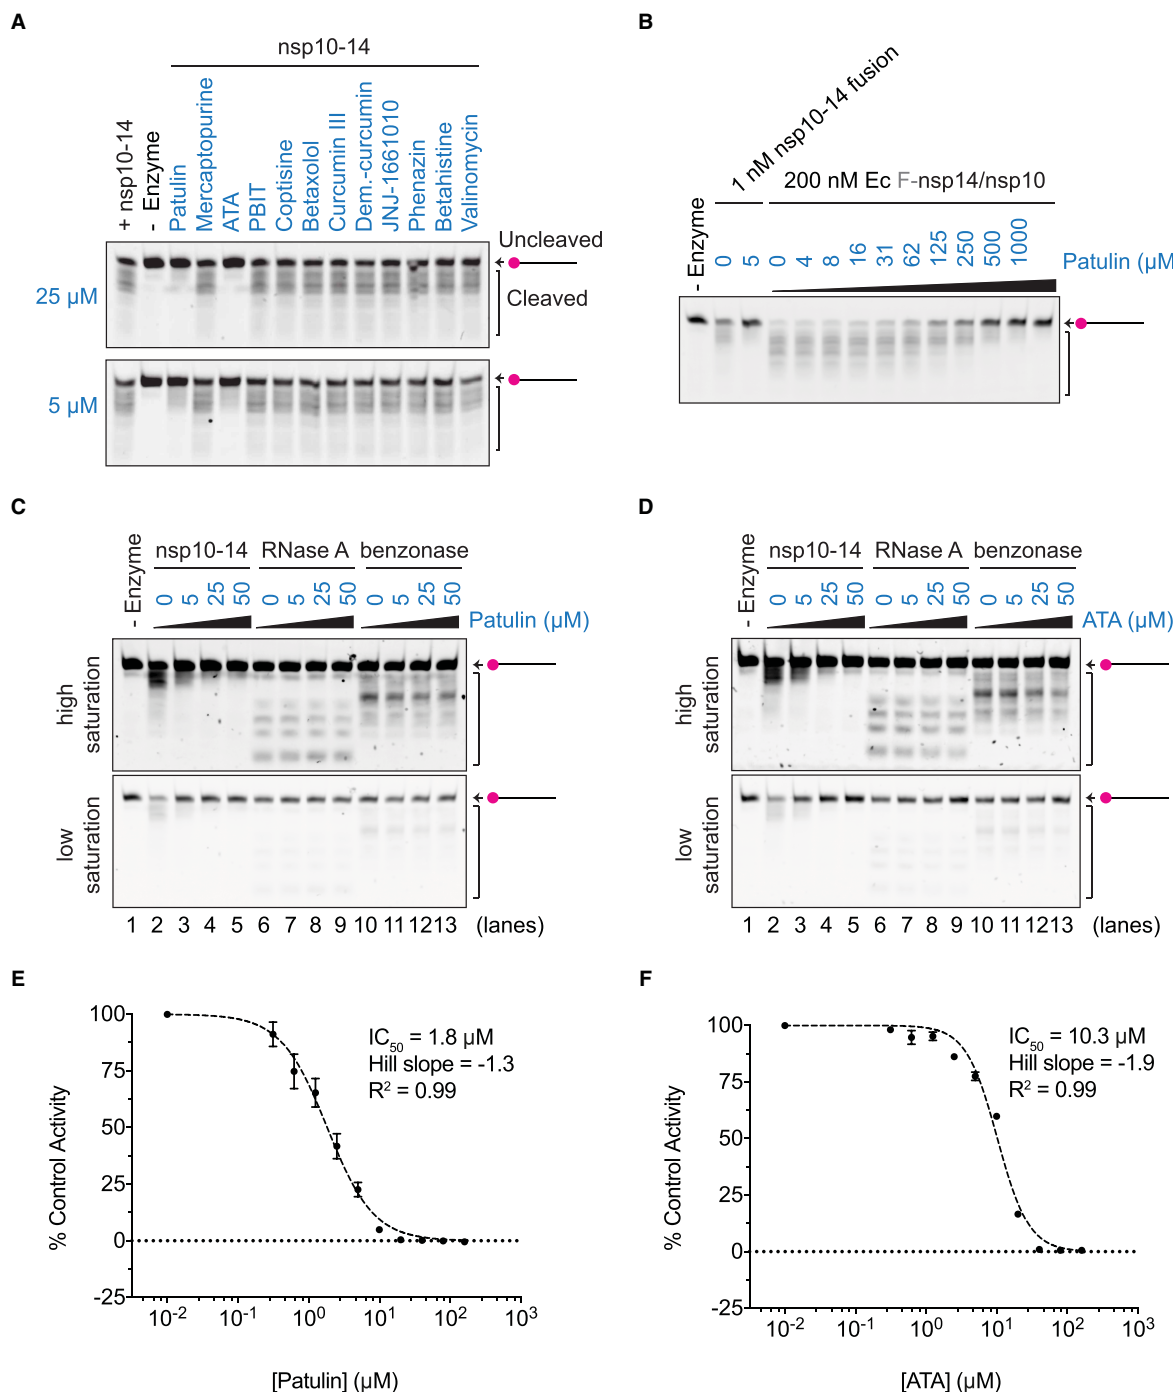 A
nsp10-14
+ nsp10-14
- Enzyme
Patulin
Mercaptopurine
ATA
PBIT
Coptisine
Betaxolol
Curcumin III
Dem.-curcumin
JNJ-1661010
Phenazin
Betahistine
Valinomycin
25 µM
Uncleaved
Cleaved
5 µM
B
1 nM nsp10-14 fusion
200 nM Ec F-nsp14/nsp10
- Enzyme
0 5 0 4 8 16 31 62 125 250 500 1000
Patulin (µM
C
- Enzyme
nsp10-14 RNase A benzonase
0 5 25 50 0 5 25 50 0 5 25 50
Patulin (µM)
high saturation
low saturation
1 2 3 4 5 6 7 8 9 10 11 12 13 (lanes)
D
- Enzyme
nsp10-14 RNase A benzonase
0 5 25 50 0 5 25 50 0 5 25 50
ATA (µM)
high saturation
low saturation
1 2 3 4 5 6 7 8 9 10 11 12 13 (lanes)
E
% Control Activity
100
75
50
25
0
-25
IC50 = 1.8 µM
Hill slope = -1.3
R² = 0.99
10⁻² 10⁻¹ 10⁰ 10¹ 10² 10³
[Patulin] (µM)
F
% Control Activity
100
75
50
25
0
-25
IC50 = 10.3 µM
Hill slope = -1.9
R² = 0.99
10⁻² 10⁻¹ 10⁰ 10¹ 10² 10³
[ATA] (µM)